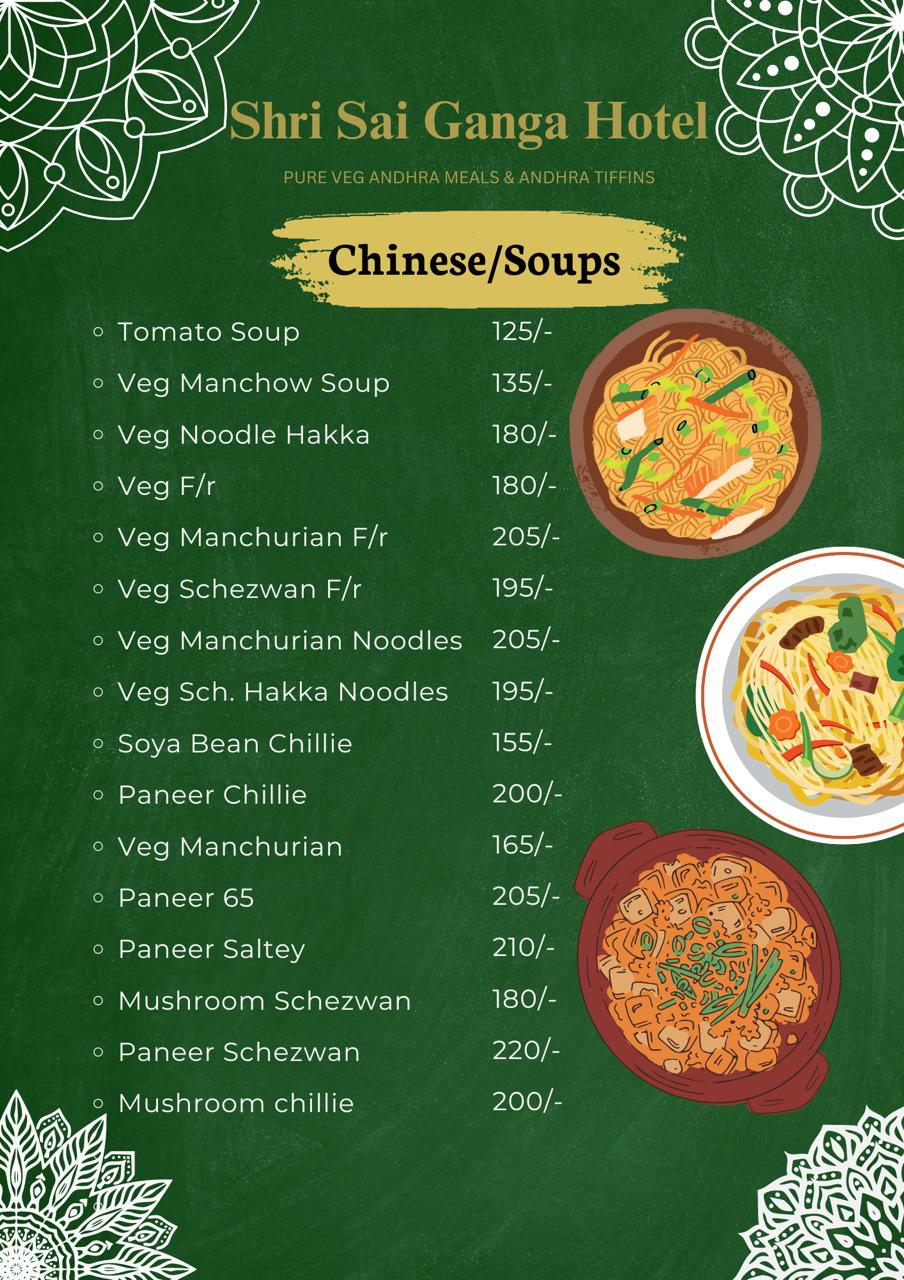 Shri Sai Ganga Hotel
PURE VEG ANDHRA MEALS & ANDHRA TIFFINS
Chinese/Soups
Tomato Soup 125/-
Veg Manchow Soup 135/-
Veg Noodle Hakka 180/-
Veg F/r 180/-
Veg Manchurian F/r 205/-
Veg Schezwan F/r 195/-
Veg Manchurian Noodles 205/-
Veg Sch. Hakka Noodles 195/-
Soya Bean Chillie 155/-
Paneer Chillie 200/-
Veg Manchurian 165/-
Paneer 65 205/-
Paneer Saltey 210/-
Mushroom Schezwan 180/-
Paneer Schezwan 220/-
Mushroom chillie 200/-